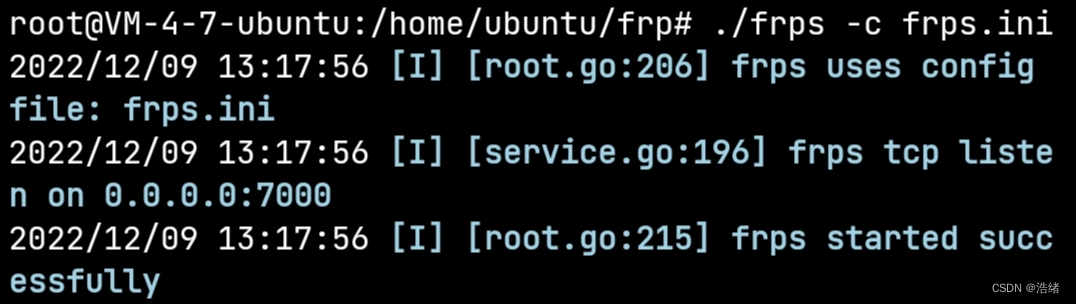 root@VM-4-7-ubuntu:/home/ubuntu/frp# ./frps -c frps.ini
2022/12/09 13:17:56 [I] [root.go:206] frps uses config
file: frps.ini
2022/12/09 13:17:56 [I] [service.go:196] frps tcp liste
n on 0.0.0.0:7000
2022/12/09 13:17:56 [I] [root.go:215] frps started succ
essfully
CSDN @浩绪